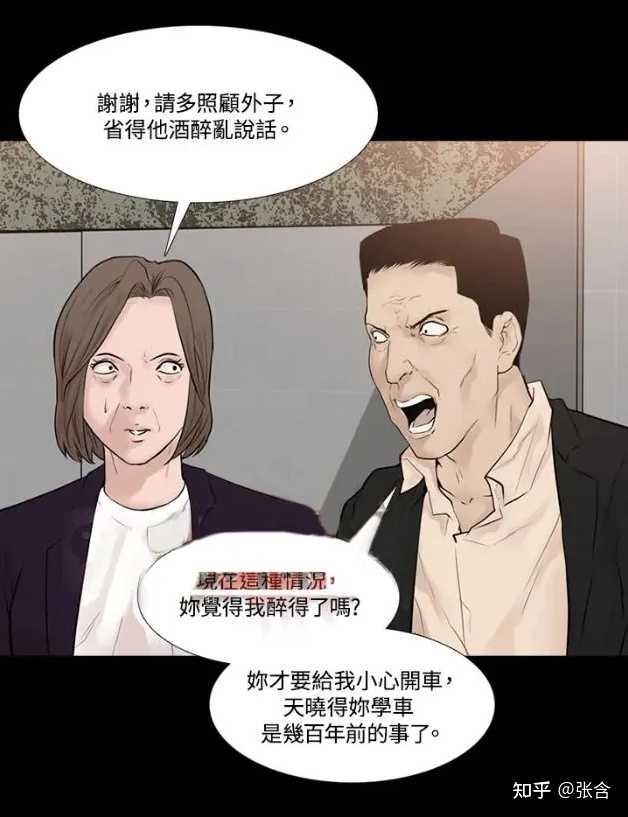 謝謝，請多照顧外子，
省得他酒醉亂說話。
現在這種情況，
妳覺得我醉得了嗎?
妳才要給我小心開車，
天曉得妳學車
是幾百年前的事了。
知乎 @张含